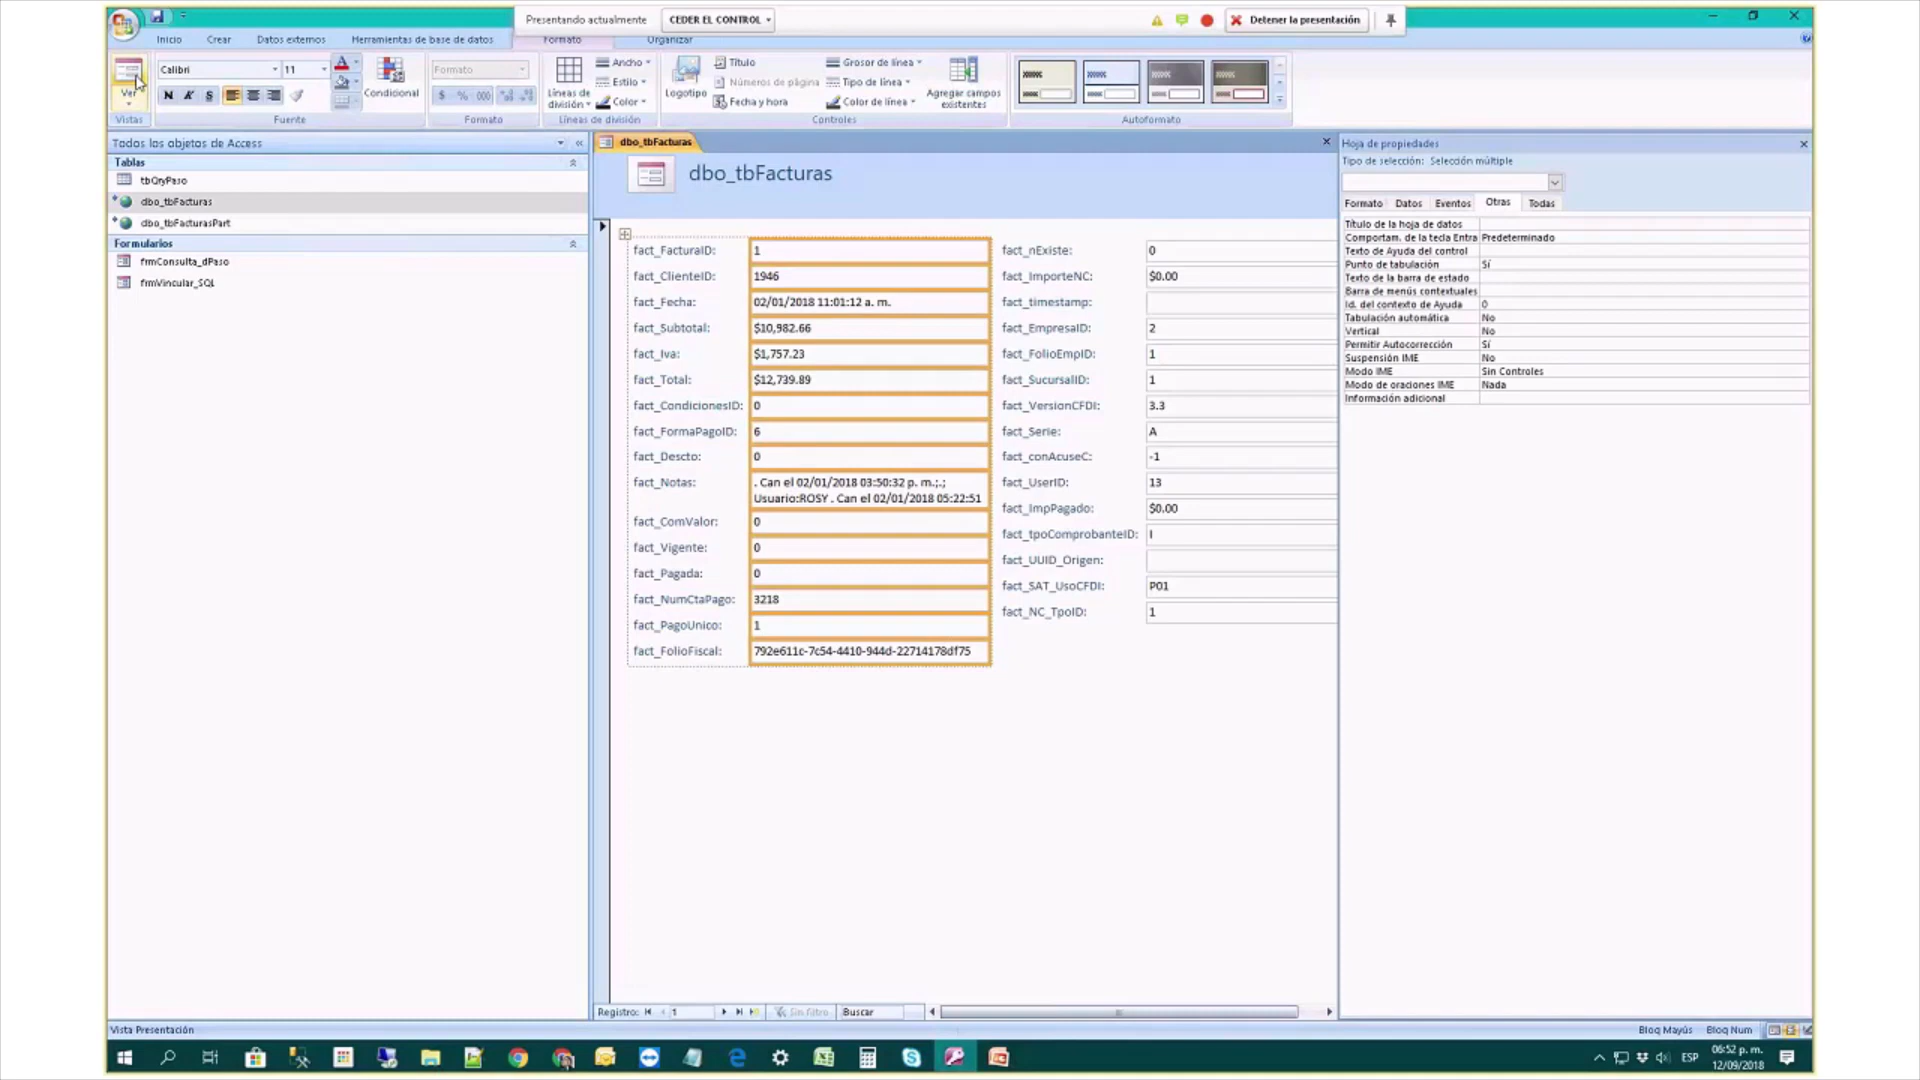 Presentando actualmente CEDER EL CONTROL Detener la presentación
Inicio Crear Datos externos Herramientas de base de datos Formato Organizar
Ver
Vistas
Calibri 11
N K S
Condicional
Fuente
Formato
$ % 000
Formato
Líneas de división
Ancho
Estilo
Color
Líneas de división
Logotipo
Título
Números de página
Fecha y hora
Grosor de línea
Tipo de línea
Color de línea
Agregar campos existentes
Controles
Autoformato
Todos los objetos de Access
Tablas
tbQryPaso
dbo_tbFacturas
dbo_tbFacturasPart
Formularios
frmConsulta_dPaso
frmVincular_SQL
dbo_tbFacturas
dbo_tbFacturas
fact_FacturaID: 1
fact_ClienteID: 1946
fact_Fecha: 02/01/2018 11:01:12 a. m.
fact_Subtotal: $10,982.66
fact_Iva: $1,757.23
fact_Total: $12,739.89
fact_CondicionesID: 0
fact_FormaPagoID: 6
fact_Descto: 0
fact_Notas: . Can el 02/01/2018 03:50:32 p. m.;.;
Usuario:ROSY . Can el 02/01/2018 05:22:51
fact_ComValor: 0
fact_Vigente: 0
fact_Pagada: 0
fact_NumCtaPago: 3218
fact_PagoUnico: 1
fact_FolioFiscal: 792e611c-7c54-4410-944d-22714178df75
fact_nExiste: 0
fact_ImporteNC: $0.00
fact_timestamp:
fact_EmpresaID: 2
fact_FolioEmpID: 1
fact_SucursalID: 1
fact_VersionCFDI: 3.3
fact_Serie: A
fact_conAcuseC: -1
fact_UserID: 13
fact_ImpPagado: $0.00
fact_tpoComprobanteID: I
fact_UUID_Origen:
fact_SAT_UsoCFDI: P01
fact_NC_TpoID: 1
Hoja de propiedades
Tipo de selección: Selección múltiple
Formato Datos Eventos Otras Todas
Título de la hoja de datos
Comportam. de la tecla Entra Predeterminado
Texto de Ayuda del control
Punto de tabulación Sí
Texto de la barra de estado
Barra de menús contextuales
Id. del contexto de Ayuda 0
Tabulación automática No
Vertical No
Permitir Autocorrección Sí
Suspensión IME No
Modo IME Sin Controles
Modo de oraciones IME Nada
Información adicional
Registro: 1 Sin filtro Buscar
Vista Presentación Bloq Mayús Bloq Num
ESP 06:52 p. m.
12/09/2018